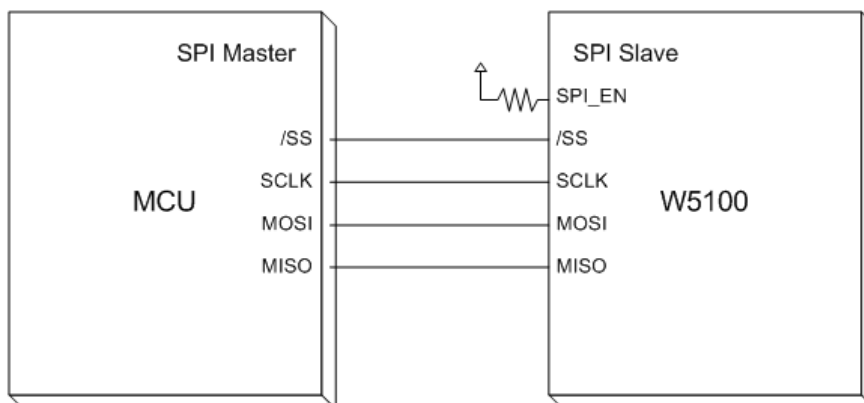 SPI Master
/SS
SCLK
MCU
MOSI
MISO
SPI Slave
SPI_EN
/SS
SCLK
W5100
MOSI
MISO